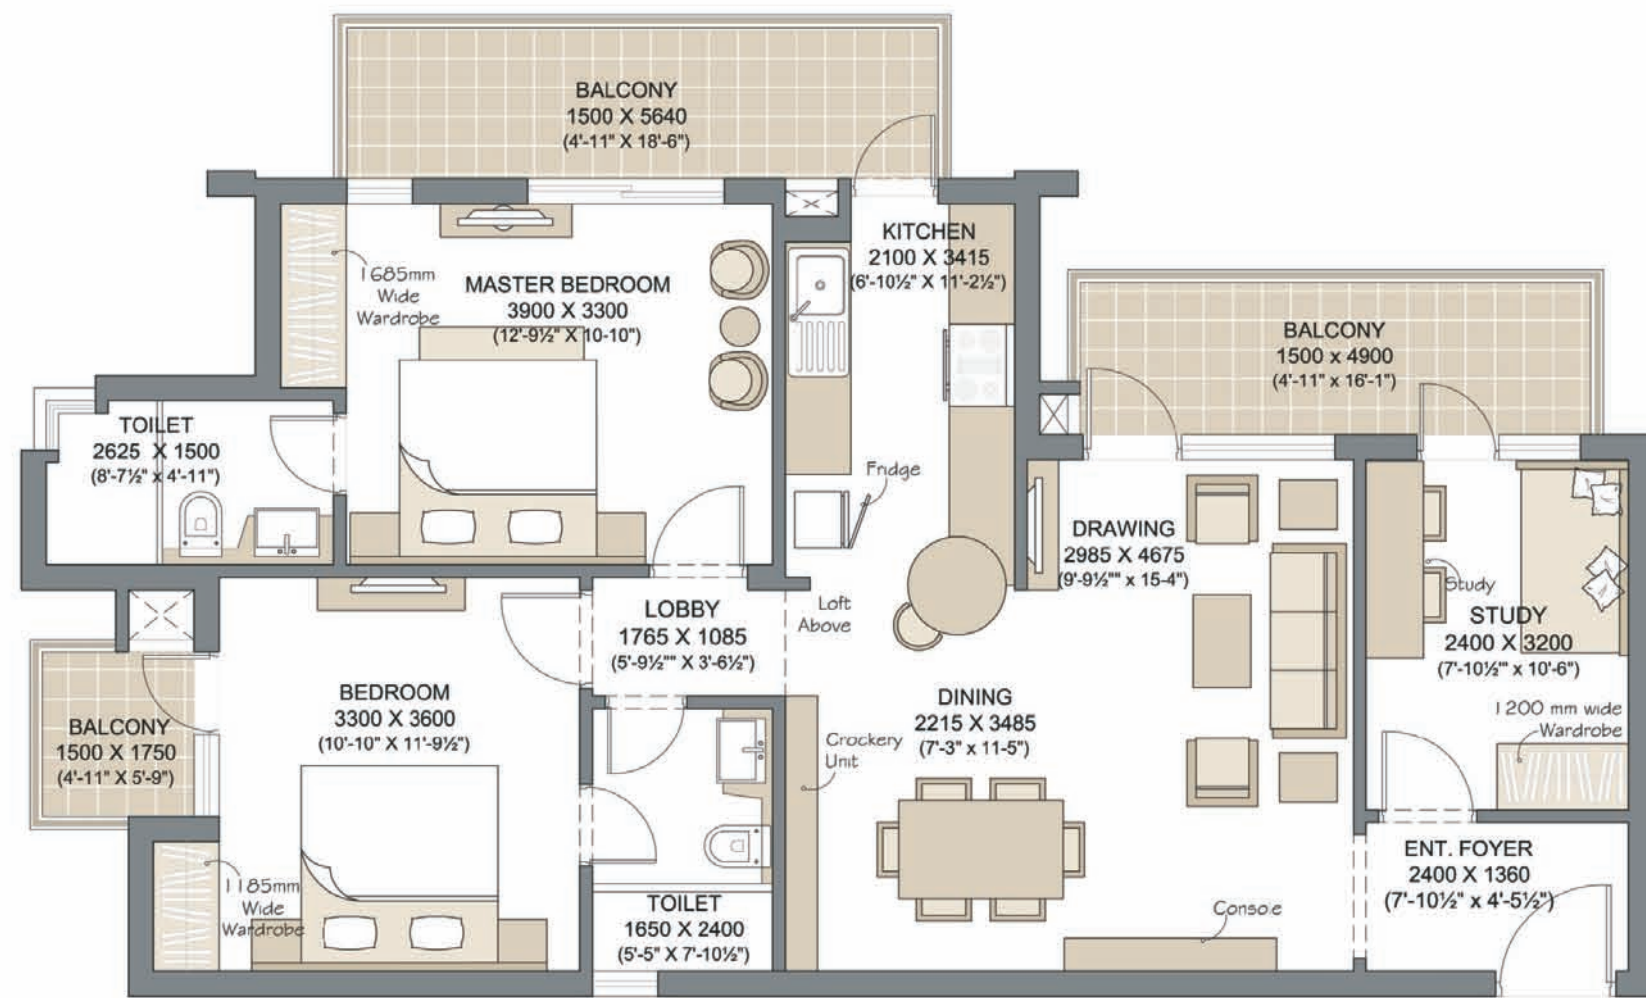 BALCONY
1500 X 5640
(4'-11" X 18'-6")
KITCHEN
2100 X 3415
(6'-10½" X 11'-2½")
1685mm
Wide
Wardrobe
MASTER BEDROOM
3900 X 3300
(12'-9½" X 10-10")
BALCONY
1500 x 4900
(4'-11" x 16'-1")
TOILET
2625 X 1500
(8'-7½" x 4'-11")
Fridge
DRAWING
2985 X 4675
(9'-9½"" x 15-4")
Study
STUDY
2400 X 3200
(7'-10½'" x 10'-6")
LOBBY
1765 X 1085
(5'-9½"" X 3'-6½")
Loft
Above
BEDROOM
3300 X 3600
(10'-10" X 11'-9½")
DINING
2215 X 3485
(7'-3" x 11-5")
BALCONY
1500 X 1750
(4'-11" X 5'-9")
Crockery
Unit
1200 mm wide
Wardrobe
1185mm
Wide
Wardrobe
ENT. FOYER
2400 X 1360
(7'-10½" x 4'-5½")
TOILET
1650 X 2400
(5'-5" X 7'-10½")
Console